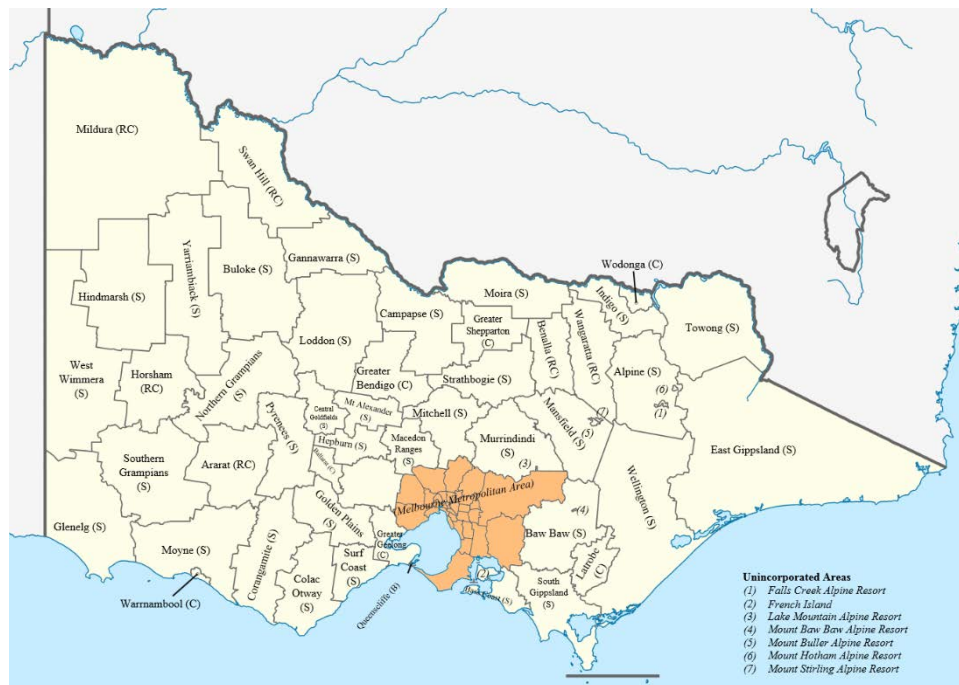 Mildura (RC)
Swan Hill (RC)
Gannawarra (S)
Buloke (S)
Yarriambiack (S)
Hindmarsh (S)
West
Wimmera
(S)
Horsham
(RC)
Northern Grampians
(S)
Loddon (S)
Campapse (S)
Moira (S)
Greater
Shepparton
(C)
Wodonga (C)
Indigo (S)
Towong (S)
Wangaratta (RC)
Benalla (RC)
Alpine (S)
(6)
(1)
Greater
Bendigo (C)
Strathbogie (S)
Mansfield (S)
(7)
(5)
Central
Goldfields
(S)
Mt Alexander
(S)
Mitchell (S)
Murrindindi
(S)
(3)
Pyrenees (S)
Hepburn (S)
Macedon
Ranges
(S)
Ballarat (C)
Southern
Grampians
(S)
Ararat (RC)
East Gippsland (S)
Wellington (S)
(Melbourne Metropolitan Area)
Golden Plains
(S)
Glenelg (S)
Moyne (S)
Corangamite (S)
Greater
Geelong
(C)
Surf
Coast
(S)
Colac
Otway
(S)
Baw Baw (S)
(4)
Latrobe
(C)
Warrnambool (C)
Queenscliffe (B)
(2)
Bass Coast (S)
South
Gippsland
(S)
Unincorporated Areas
(1) Falls Creek Alpine Resort
(2) French Island
(3) Lake Mountain Alpine Resort
(4) Mount Baw Baw Alpine Resort
(5) Mount Buller Alpine Resort
(6) Mount Hotham Alpine Resort
(7) Mount Stirling Alpine Resort